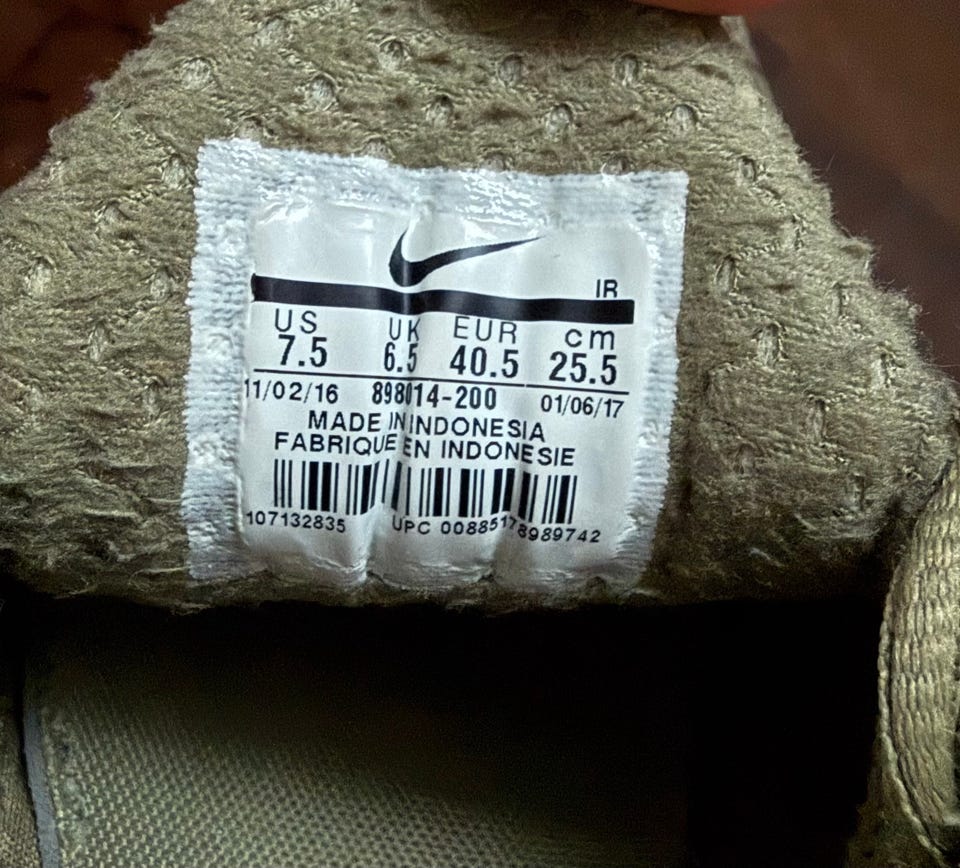 IR
US UK EUR cm
7.5 6.5 40.5 25.5
11/02/16 898014-200 01/06/17
MADE IN INDONESIA
FABRIQUE EN INDONESIE
107132835 UPC 00885178989742